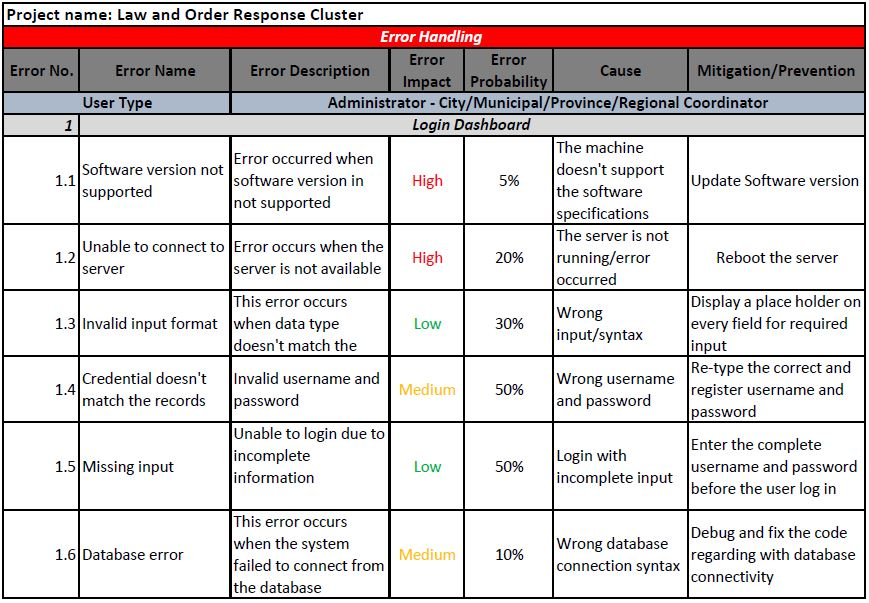 Project name: Law and Order Response Cluster
Error Handling
Error No.
Error Name
Error Description
Error
Impact
Error
Probability
Cause
Mitigation/Prevention
User Type
Administrator - City/Municipal/Province/Regional Coordinator
1
Login Dashboard
1.1
Software version not
supported
Error occurred when
software version in
not supported
High
5%
The machine
doesn't support
the software
specifications
Update Software version
1.2
Unable to connect to
server
Error occurs when the
server is not available
High
20%
The server is not
running/error
occurred
Reboot the server
1.3
Invalid input format
This error occurs
when data type
doesn't match the
Low
30%
Wrong
input/syntax
Display a place holder on
every field for required
input
1.4
Credential doesn't
match the records
Invalid username and
password
Medium
50%
Wrong username
and password
Re-type the correct and
register username and
password
1.5
Missing input
Unable to login due to
incomplete
information
Low
50%
Login with
incomplete input
Enter the complete
username and password
before the user log in
1.6
Database error
This error occurs
when the system
failed to connect from
the database
Medium
10%
Wrong database
connection syntax
Debug and fix the code
regarding with database
connectivity